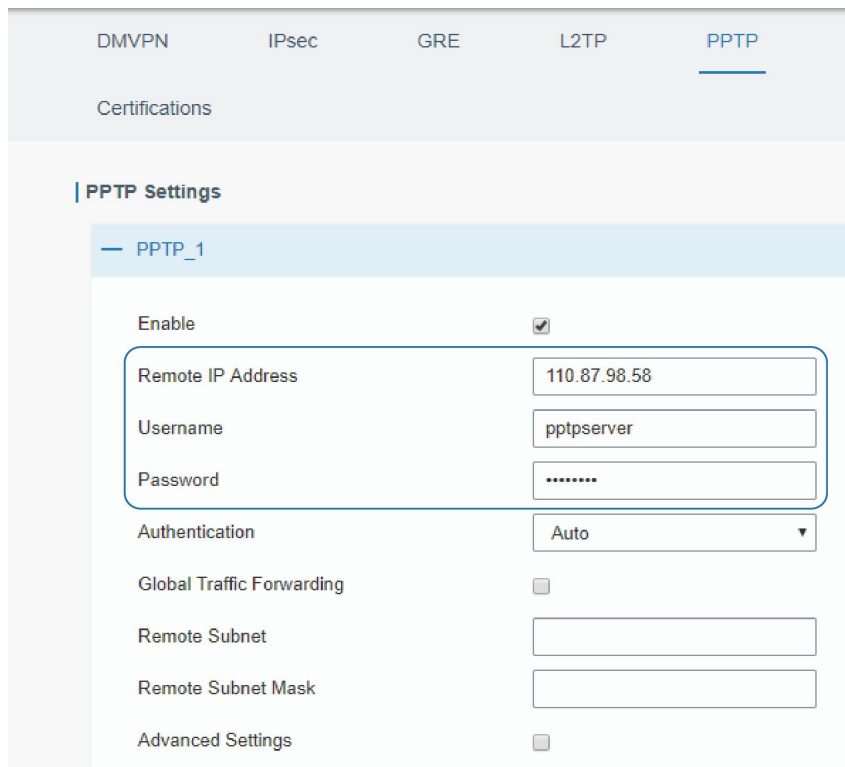 DMVPN IPsec GRE L2TP PPTP
Certifications
PPTP Settings
PPTP_1
Enable
Remote IP Address 110.87.98.58
Username pptpserver
Password ••••••••
Authentication Auto
Global Traffic Forwarding
Remote Subnet
Remote Subnet Mask
Advanced Settings